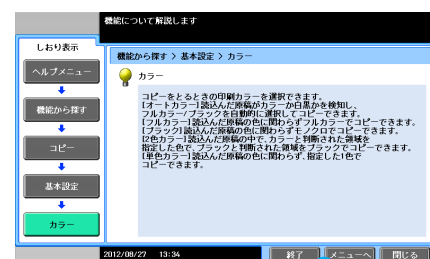 機能について解説します
しおり表示
機能から探す > 基本設定 > カラー
ヘルプメニュー
カラー
コピーをとるときの印刷カラーを選択できます。
[オートカラー]読込んだ原稿がカラーか白黒かを検知し、
フルカラー/ブラックを自動的に選択してコピーできます。
[フルカラー]読込んだ原稿の色に関わらずフルカラーでコピーできます。
[ブラック]読込んだ原稿の色に関わらずモノクロでコピーできます。
[2色カラー]読込んだ原稿の中で、カラーと判断された領域を
指定した色で、ブラックと判断された領域をブラックでコピーできます。
[単色カラー]読込んだ原稿の色に関わらず、指定した1色で
コピーできます。
機能から探す
コピー
基本設定
カラー
2012/08/27 13:34
終了
メニューへ
閉じる